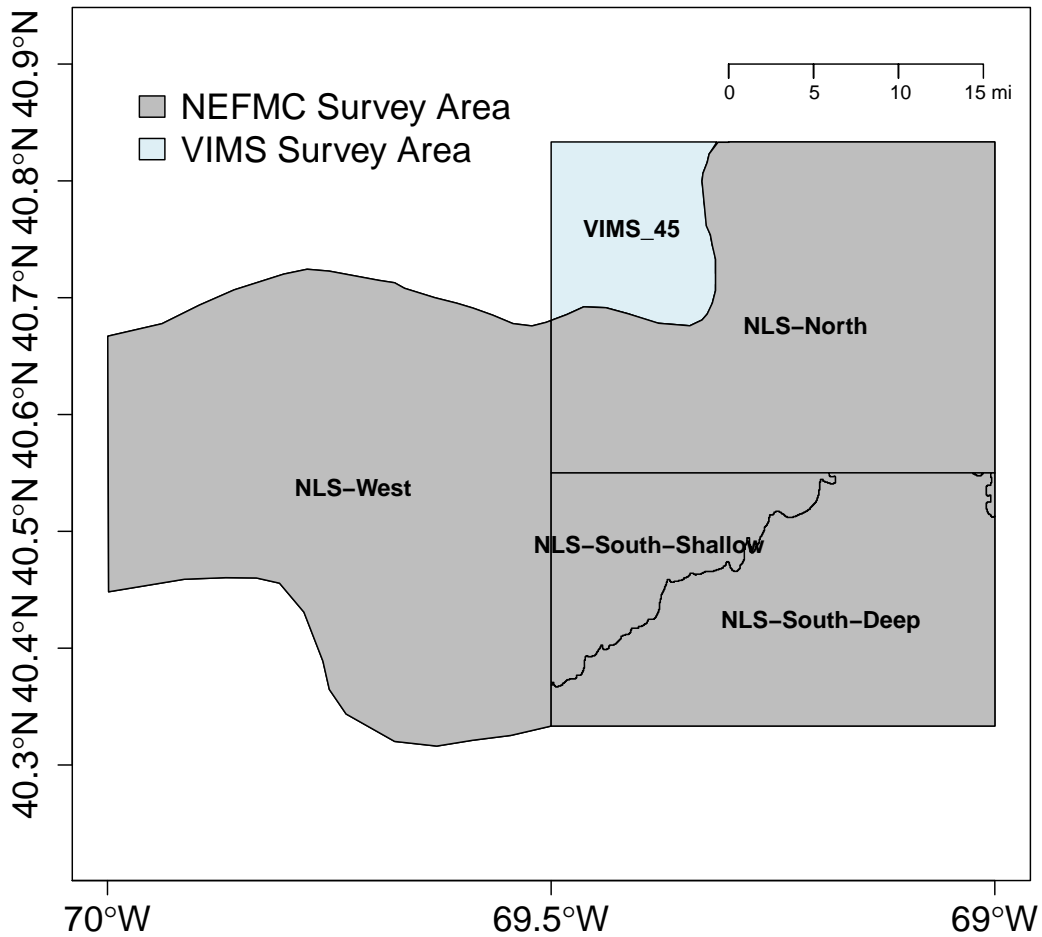 40.9°N
40.8°N
40.7°N
40.6°N
40.5°N
40.4°N
40.3°N
NEFMC Survey Area
VIMS Survey Area
0 5 10 15 mi
VIMS_45
NLS−North
NLS−West
NLS−South−Shallow
NLS−South−Deep
70°W 69.5°W 69°W